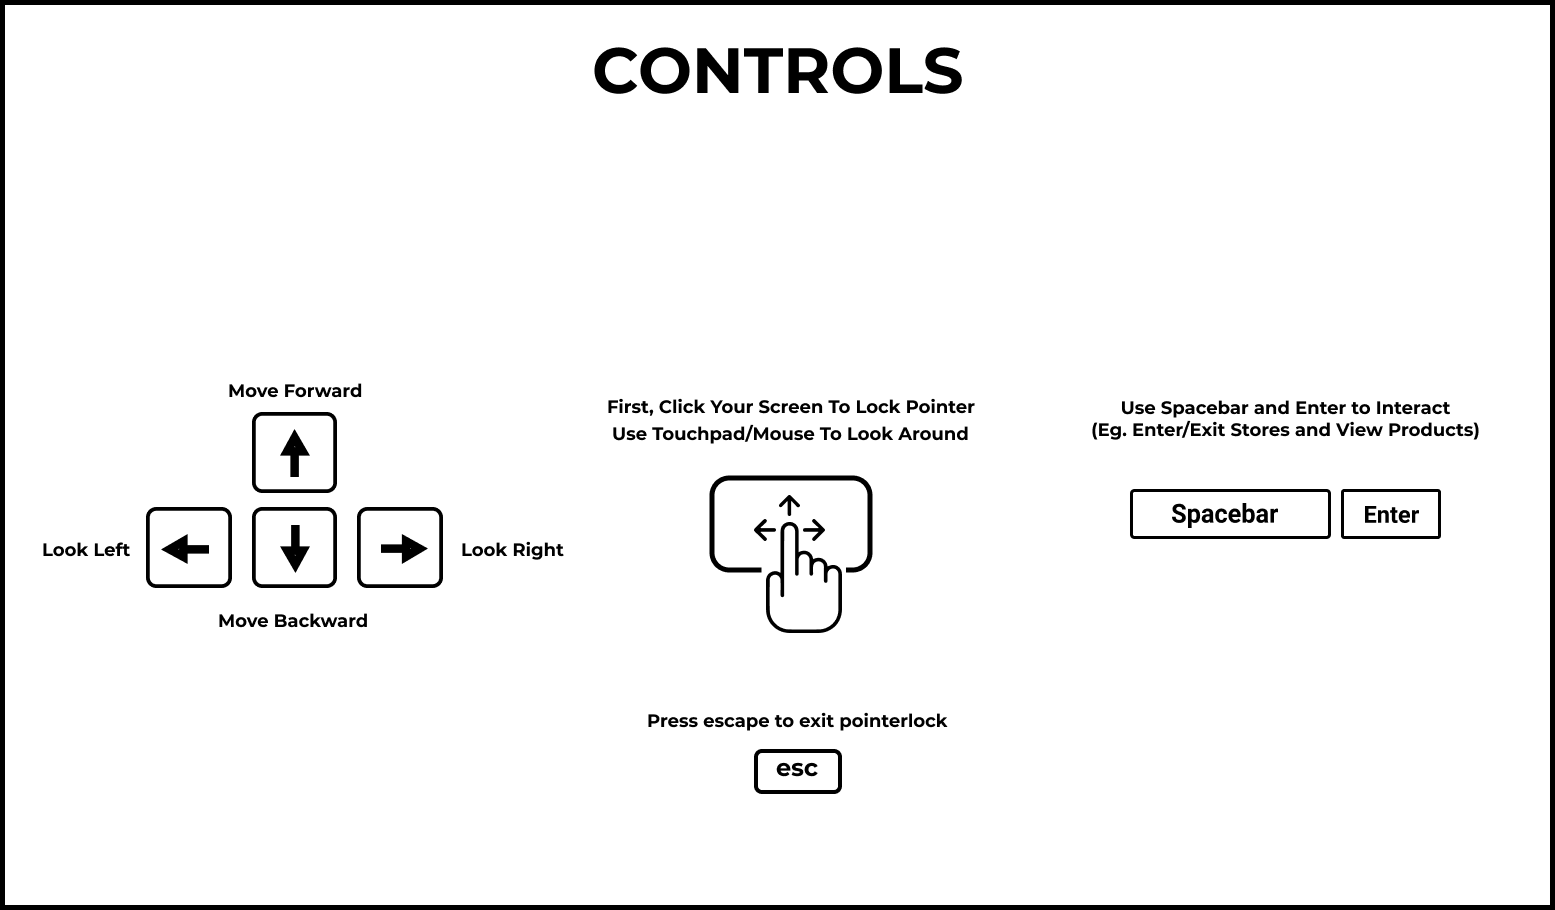 CONTROLS
Move Forward
Look Left
Look Right
Move Backward
First, Click Your Screen To Lock Pointer
Use Touchpad/Mouse To Look Around
Press escape to exit pointerlock
esc
Use Spacebar and Enter to Interact
(Eg. Enter/Exit Stores and View Products)
Spacebar
Enter